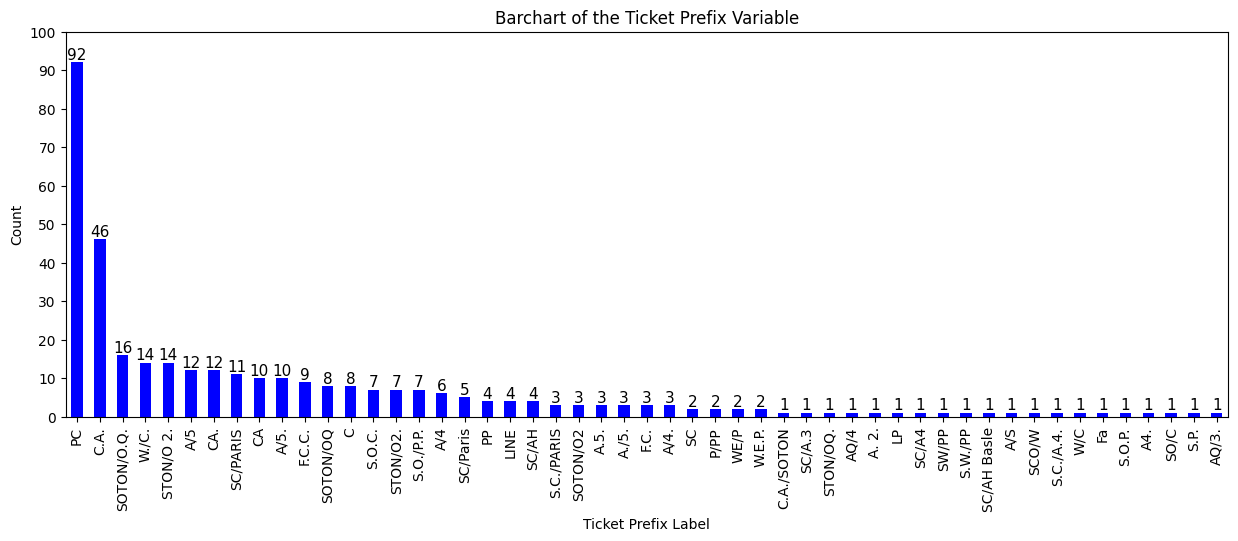 Barchart of the Ticket Prefix Variable
100
90
80
70
60
50
40
30
20
10
0
Count
92 46 16 14 14 12 12 11 10 10 9 8 8 7 7 7 6 5 4 4 4 3 3 3 3 3 3 2 2 2 2 1 1 1 1 1 1 1 1 1 1 1 1 1 1 1 1 1 1 1 1
PC
C.A.
SOTON/O.Q.
W./C.
STON/O 2.
A/5
CA.
SC/PARIS
CA
A/5.
F.C.C.
SOTON/OQ
C
S.O.C.
STON/O2.
S.O./P.P.
A/4
SC/Paris
PP
LINE
SC/AH
S.C./PARIS
SOTON/O2
A.5.
A./5.
F.C.
A/4.
SC
P/PP
WE/P
W.E.P.
C.A./SOTON
SC/A.3
STON/OQ.
AQ/4
A. 2.
LP
SC/A4
SW/PP
S.W./PP
SC/AH Basle
A/S
SCO/W
S.C./A.4.
W/C
Fa
S.O.P.
A4.
SO/C
S.P.
AQ/3.
Ticket Prefix Label